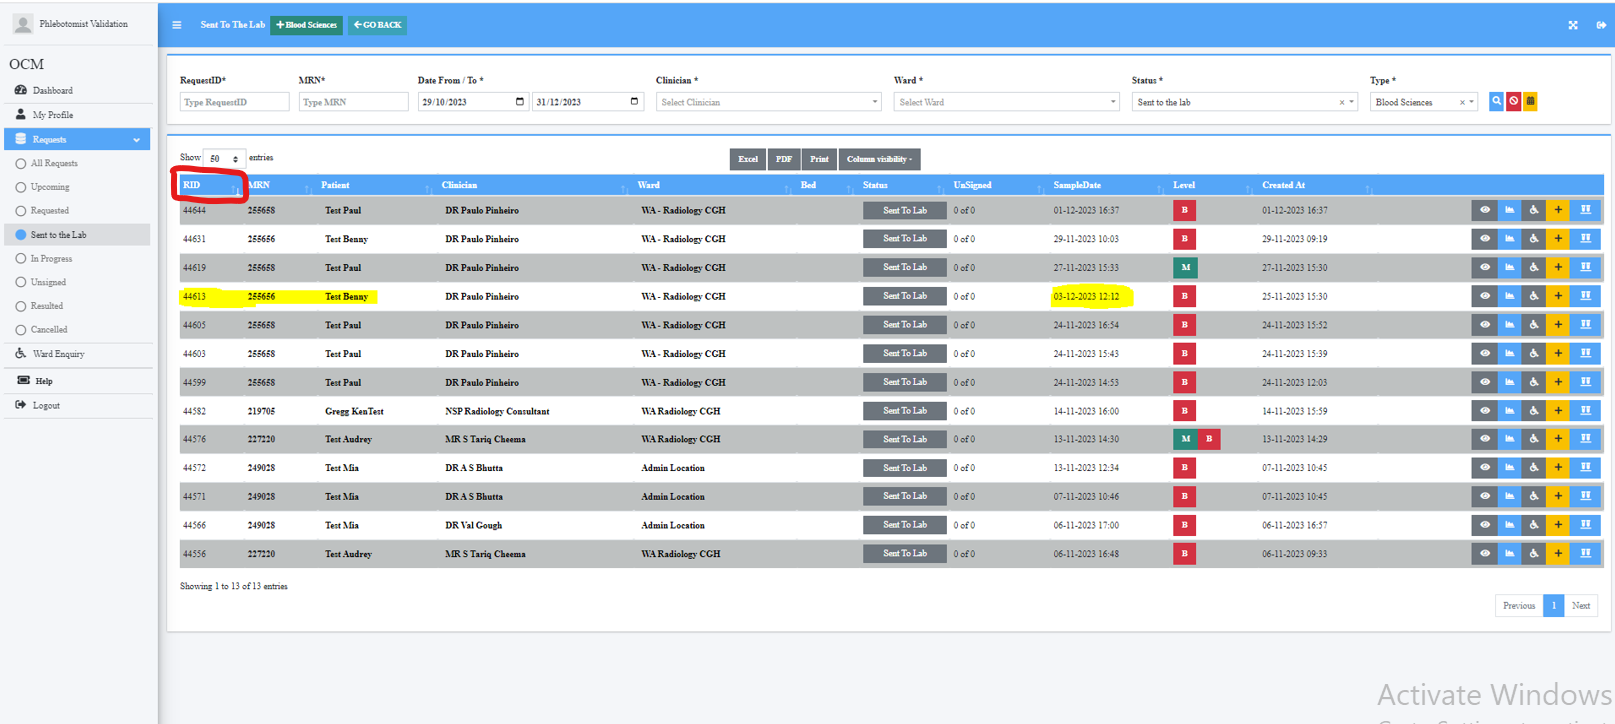 Phlebotomist Validation
Sent To The Lab + Blood Sciences GO BACK
OCM
Dashboard
My Profile
Requests
All Requests
Upcoming
Requested
Sent to the Lab
In Progress
Unsigned
Resulted
Cancelled
Ward Enquiry
Help
Logout
RequestID* MRN* Date From / To * Clinician * Ward * Status * Type *
Type RequestID Type MRN 29/10/2023 31/12/2023 Select Clinician Select Ward Sent to the lab × Blood Sciences ×
Show 50 entries Excel PDF Print Column visibility
RID MRN Patient Clinician Ward Bed Status UnSigned SampleDate Level Created At
44644 255658 Test Paul DR Paulo Pinheiro WA - Radiology CGH Sent To Lab 0 of 0 01-12-2023 16:37 B 01-12-2023 16:37
44631 255656 Test Benny DR Paulo Pinheiro WA - Radiology CGH Sent To Lab 0 of 0 29-11-2023 10:03 B 29-11-2023 09:19
44619 255658 Test Paul DR Paulo Pinheiro WA - Radiology CGH Sent To Lab 0 of 0 27-11-2023 15:33 M 27-11-2023 15:30
44613 255656 Test Benny DR Paulo Pinheiro WA - Radiology CGH Sent To Lab 0 of 0 03-12-2023 12:12 B 25-11-2023 15:30
44605 255658 Test Paul DR Paulo Pinheiro WA - Radiology CGH Sent To Lab 0 of 0 24-11-2023 16:54 B 24-11-2023 15:52
44603 255658 Test Paul DR Paulo Pinheiro WA - Radiology CGH Sent To Lab 0 of 0 24-11-2023 15:43 B 24-11-2023 15:39
44599 255658 Test Paul DR Paulo Pinheiro WA - Radiology CGH Sent To Lab 0 of 0 24-11-2023 14:53 B 24-11-2023 12:03
44582 219705 Gregg KenTest NSP Radiology Consultant WA Radiology CGH Sent To Lab 0 of 0 14-11-2023 16:00 B 14-11-2023 15:59
44576 227220 Test Audrey MR S Tariq Cheema WA Radiology CGH Sent To Lab 0 of 0 13-11-2023 14:30 M B 13-11-2023 14:29
44572 249028 Test Mia DR A S Bhutta Admin Location Sent To Lab 0 of 0 13-11-2023 12:34 B 07-11-2023 10:45
44571 249028 Test Mia DR A S Bhutta Admin Location Sent To Lab 0 of 0 07-11-2023 10:46 B 07-11-2023 10:45
44566 249028 Test Mia DR Val Gough Admin Location Sent To Lab 0 of 0 06-11-2023 17:00 B 06-11-2023 16:57
44556 227220 Test Audrey MR S Tariq Cheema WA Radiology CGH Sent To Lab 0 of 0 06-11-2023 16:48 B 06-11-2023 09:33
Showing 1 to 13 of 13 entries
Previous 1 Next
Activate Windows